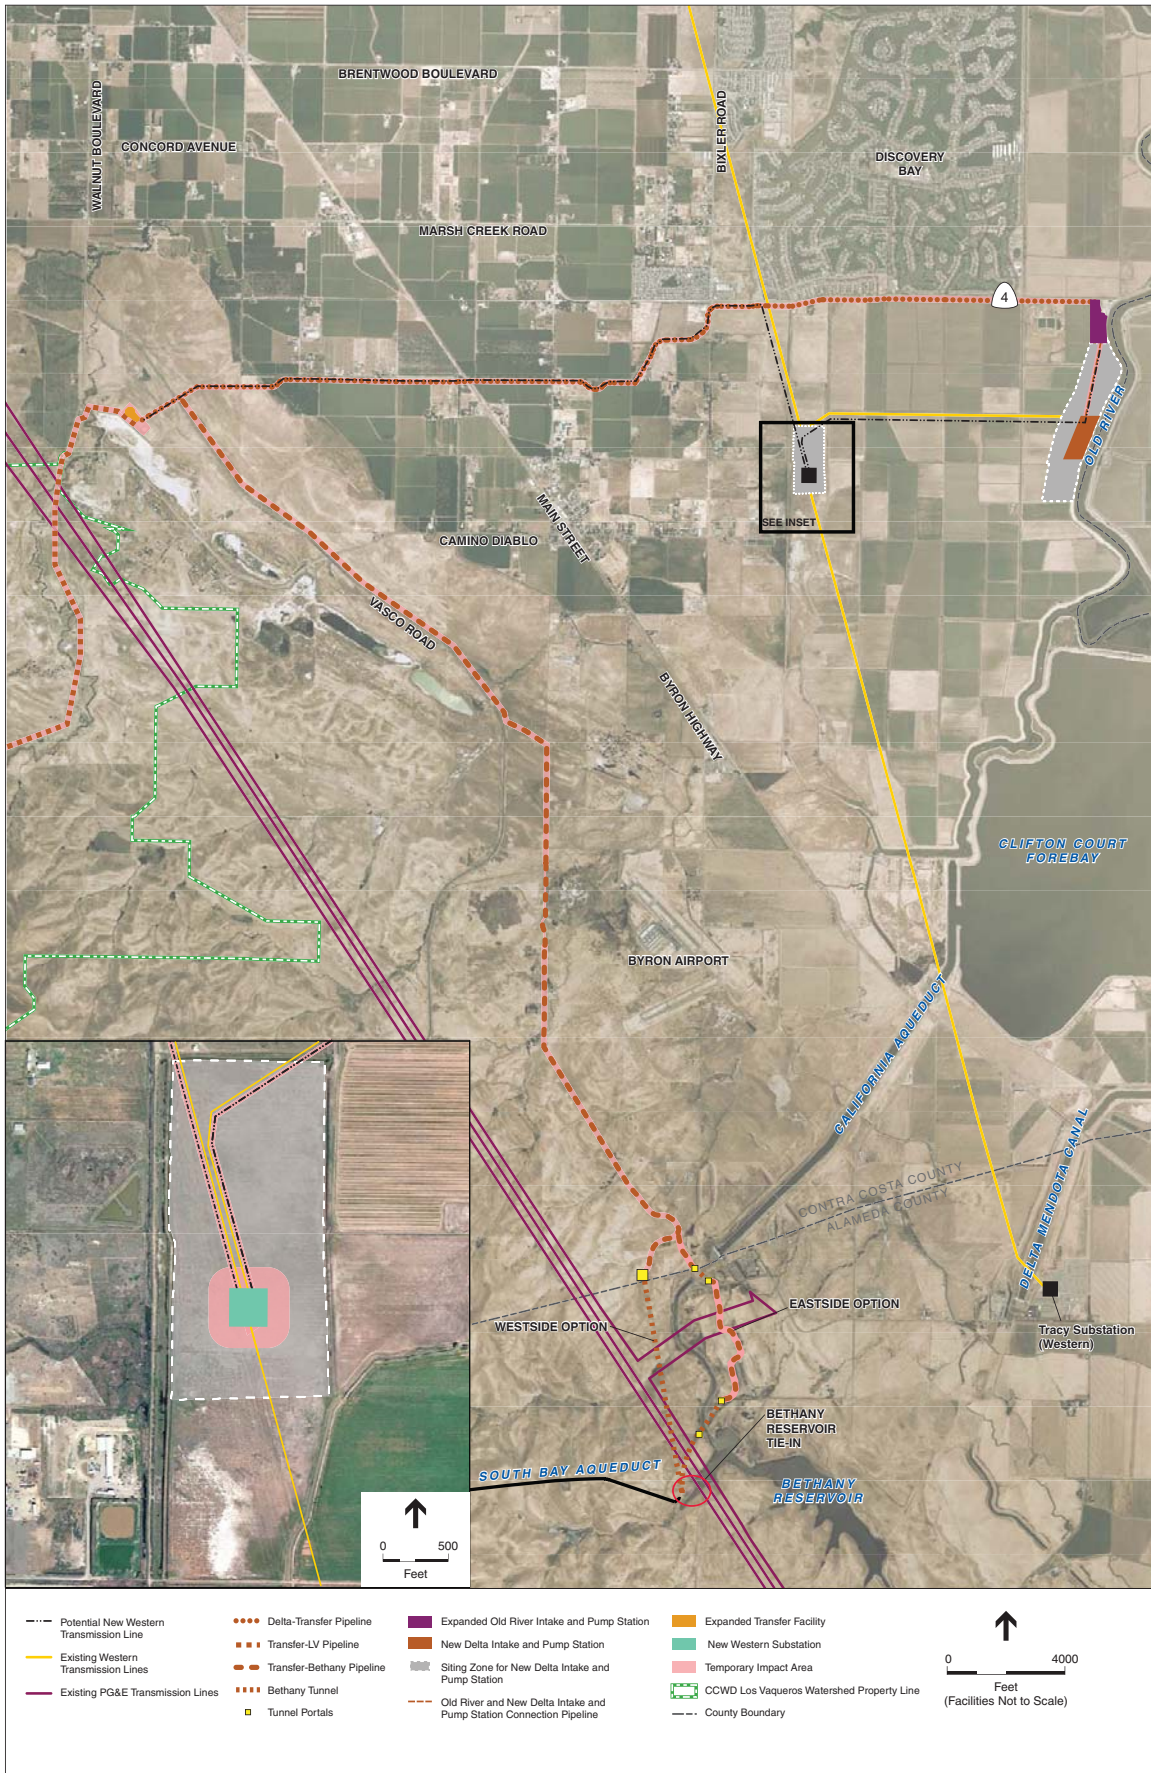 BRENTWOOD BOULEVARD
WALNUT BOULEVARD
CONCORD AVENUE
BIXLER ROAD
DISCOVERY
BAY
MARSH CREEK ROAD
4
OLD RIVER
SEE INSET
MAIN STREET
CAMINO DIABLO
VASCO ROAD
BYRON HIGHWAY
CLIFTON COURT
FOREBAY
BYRON AIRPORT
CALIFORNIA AQUEDUCT
DELTA MENDOTA CANAL
CONTRA COSTA COUNTY
ALAMEDA COUNTY
EASTSIDE OPTION
WESTSIDE OPTION
Tracy Substation
(Western)
BETHANY
RESERVOIR
TIE-IN
SOUTH BAY AQUEDUCT
BETHANY
RESERVOIR
0 500
Feet
Potential New Western
Transmission Line
Existing Western
Transmission Lines
Existing PG&E Transmission Lines
Delta-Transfer Pipeline
Transfer-LV Pipeline
Transfer-Bethany Pipeline
Bethany Tunnel
Tunnel Portals
Expanded Old River Intake and Pump Station
New Delta Intake and Pump Station
Siting Zone for New Delta Intake and
Pump Station
Old River and New Delta Intake and
Pump Station Connection Pipeline
Expanded Transfer Facility
New Western Substation
Temporary Impact Area
CCWD Los Vaqueros Watershed Property Line
County Boundary
0 4000
Feet
(Facilities Not to Scale)